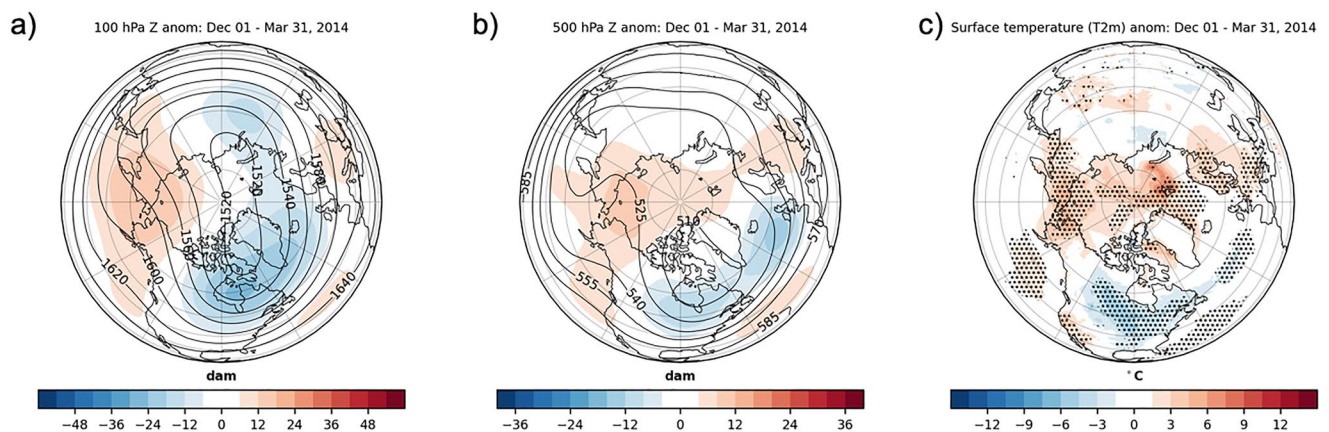 a)
100 hPa Z anom: Dec 01 - Mar 31, 2014
1580
1520
1540
1520
1560
1600
1620
1640
dam
−48 −36 −24 −12 0 12 24 36 48
b)
500 hPa Z anom: Dec 01 - Mar 31, 2014
585
525
510
570
555
540
585
dam
−36 −24 −12 0 12 24 36
c)
Surface temperature (T2m) anom: Dec 01 - Mar 31, 2014
°C
−12 −9 −6 −3 0 3 6 9 12